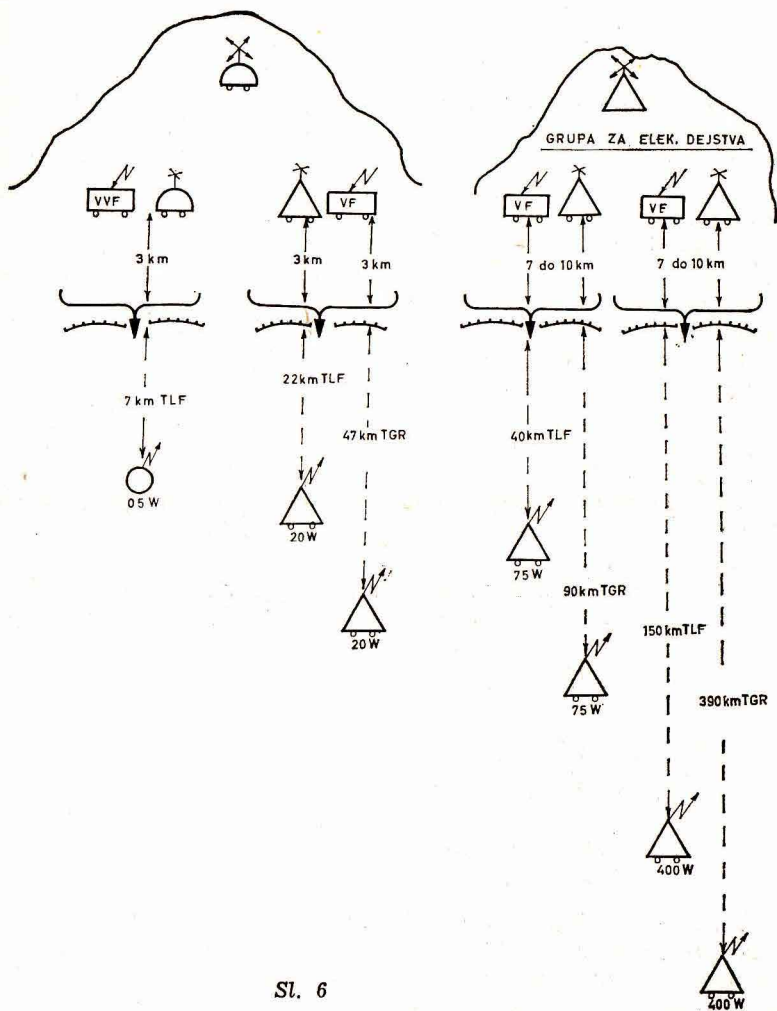 GRUPA ZA ELEK. DEJSTVA
VVF
VF
VF
VF
3 km
3 km
3 km
7 do 10 km
7 do 10 km
7 km TLF
22 km TLF
47 km TGR
40 km TLF
05 W
20 W
75 W
90 km TGR
150 km TLF
20 W
75 W
390 km TGR
400 W
400 W
Sl. 6